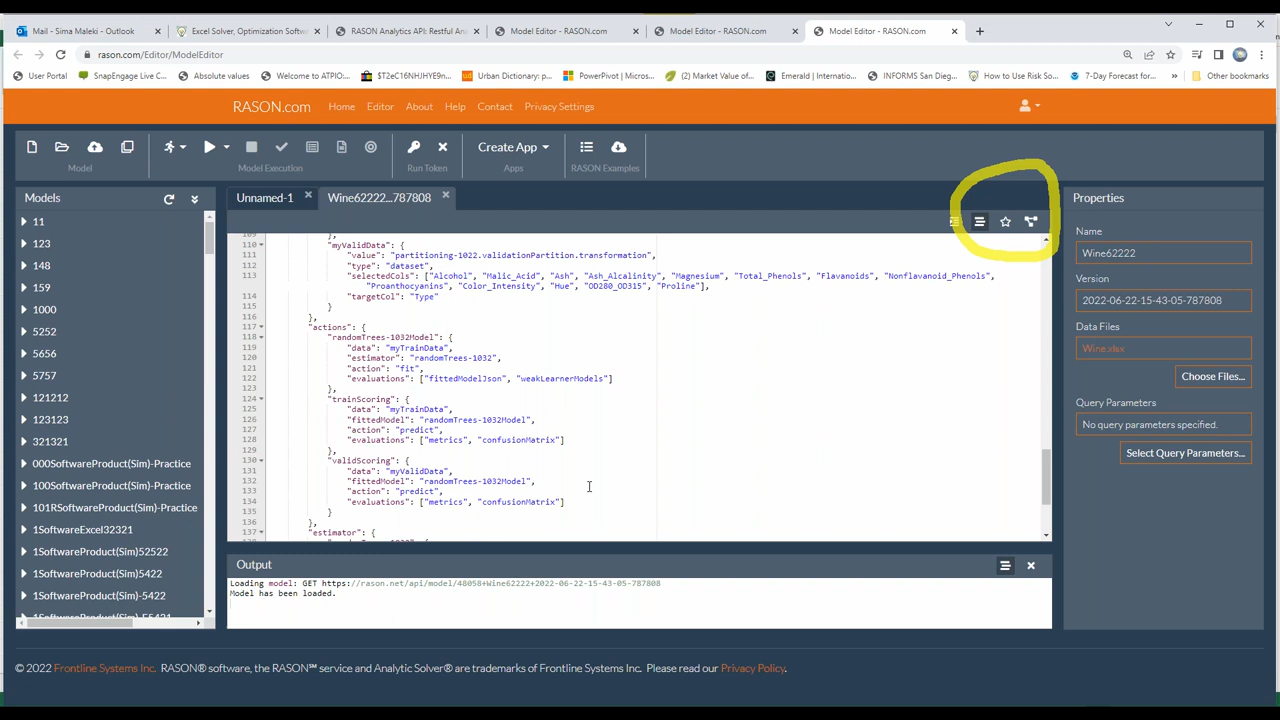 Mail - Sima Maleki - Outlook
Excel Solver, Optimization Softwa
RASON Analytics API: Restful An
Model Editor - RASON.com
Model Editor - RASON.com
Model Editor - RASON.com
rason.com/Editor/ModelEditor
User Portal
SnapEngage Live C...
Absolute values
Welcome to ATPIO:...
$T2eC16NHJHYE9n...
Urban Dictionary: p...
PowerPivot | Micros...
(2) Market Value of...
Emerald | Internatio...
INFORMS San Dieg...
How to Use Risk So...
7-Day Forecast for...
Other bookmarks
RASON.com
Home
Editor
About
Help
Contact
Privacy Settings
Create App
Model
Model Execution
Run Token
Apps
RASON Examples
Models
11
123
148
159
1000
5252
5656
5757
121212
123123
321321
000SoftwareProduct(Sim)-Practice
100SoftwareProduct(Sim)-Practice
101RSoftwareProduct(Sim)-Practice
1SoftwareExcel32321
1SoftwareProduct(Sim)52522
1SoftwareProduct(Sim)5422
1SoftwareProduct(Sim)-5422
Unnamed-1
Wine62222...787808
109 },
110 "myValidData": {
111 "value": "partitioning-1022.validationPartition.transformation",
112 "type": "dataset",
113 "selectedCols": ["Alcohol", "Malic_Acid", "Ash", "Ash_Alcalinity", "Magnesium", "Total_Phenols", "Flavanoids", "Nonflavanoid_Phenols",
"Proanthocyanins", "Color_Intensity", "Hue", "OD280_OD315", "Proline"],
114 "targetCol": "Type"
115 }
116 },
117 "actions": {
118 "randomTrees-1032Model": {
119 "data": "myTrainData",
120 "estimator": "randomTrees-1032",
121 "action": "fit",
122 "evaluations": ["fittedModelJson", "weakLearnerModels"]
123 },
124 "trainScoring": {
125 "data": "myTrainData",
126 "fittedModel": "randomTrees-1032Model",
127 "action": "predict",
128 "evaluations": ["metrics", "confusionMatrix"]
129 },
130 "validScoring": {
131 "data": "myValidData",
132 "fittedModel": "randomTrees-1032Model",
133 "action": "predict",
134 "evaluations": ["metrics", "confusionMatrix"]
135 }
136 },
137 "estimator": {
Output
Loading model: GET https://rason.net/api/model/48058+Wine62222+2022-06-22-15-43-05-787808
Model has been loaded.
Properties
Name
Wine62222
Version
2022-06-22-15-43-05-787808
Data Files
Wine.xlsx
Choose Files...
Query Parameters
No query parameters specified.
Select Query Parameters...
© 2022 Frontline Systems Inc. RASON® software, the RASON℠ service and Analytic Solver® are trademarks of Frontline Systems Inc. Please read our Privacy Policy.